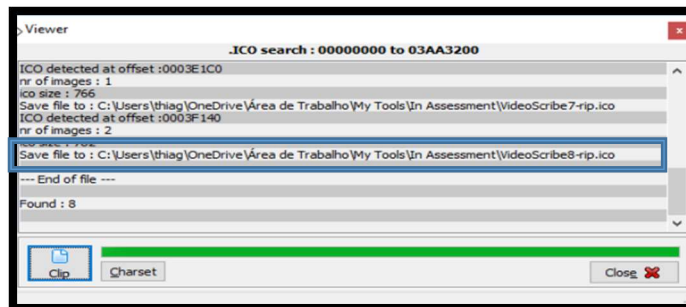 Viewer
.ICO search : 00000000 to 03AA3200
ICO detected at offset :0003E1C0
nr of images : 1
ico size : 766
Save file to : C:\Users\thiag\OneDrive\Área de Trabalho\My Tools\In Assessment\VideoScribe7-rip.ico
ICO detected at offset :0003F140
nr of images : 2
Save file to : C:\Users\thiag\OneDrive\Área de Trabalho\My Tools\In Assessment\VideoScribe8-rip.ico
--- End of file ---
Found : 8
Clip
Charset
Close